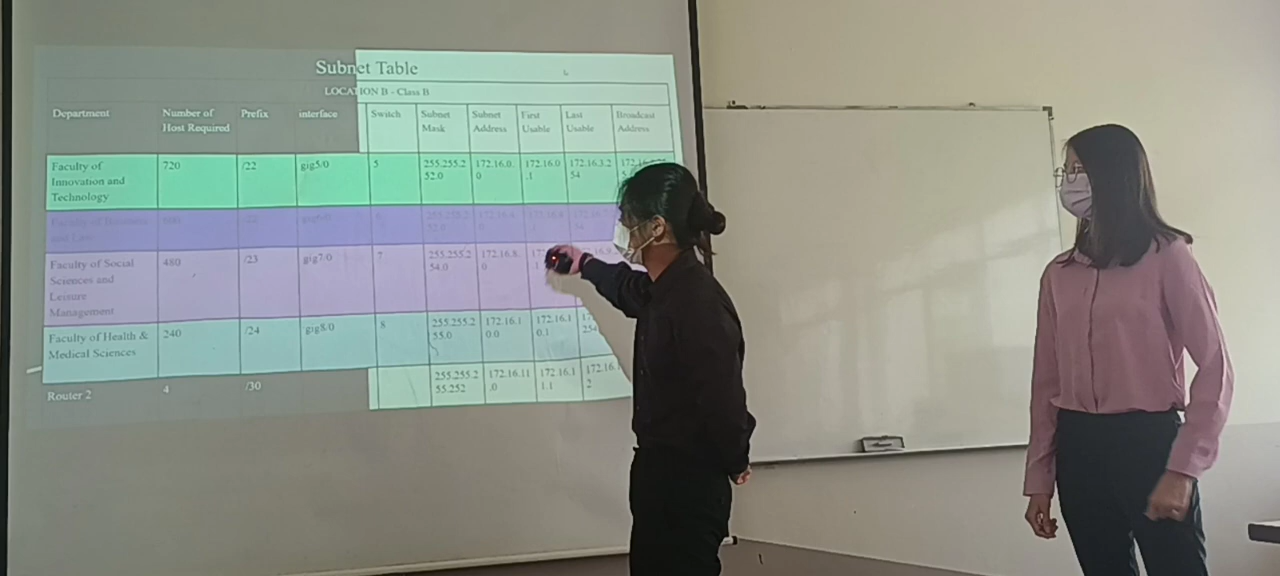 Subnet Table
LOCATION B - Class B
Department Number of Prefix interface Switch Subnet Subnet First Last Broadcast
Host Required Mask Address Usable Usable Address
Faculty of 720 /22 gig5/0 5 255.255.2 172.16.0. 172.16.0 172.16.3.2
Innovation and 52.0 0 .1 54
Technology
Faculty of Social 480 /23 gig7/0 7 255.255.2 172.16.8.
Sciences and 54.0 0
Leisure
Management
Faculty of Health & 240 /24 gig8/0 8 255.255.2 172.16.1 172.16.1
Medical Sciences 55.0 0.0 0.1 254
Router 2 4 /30 255.255.2 172.16.11 172.16.1 172.16.1
55.252 .0 1.1 2